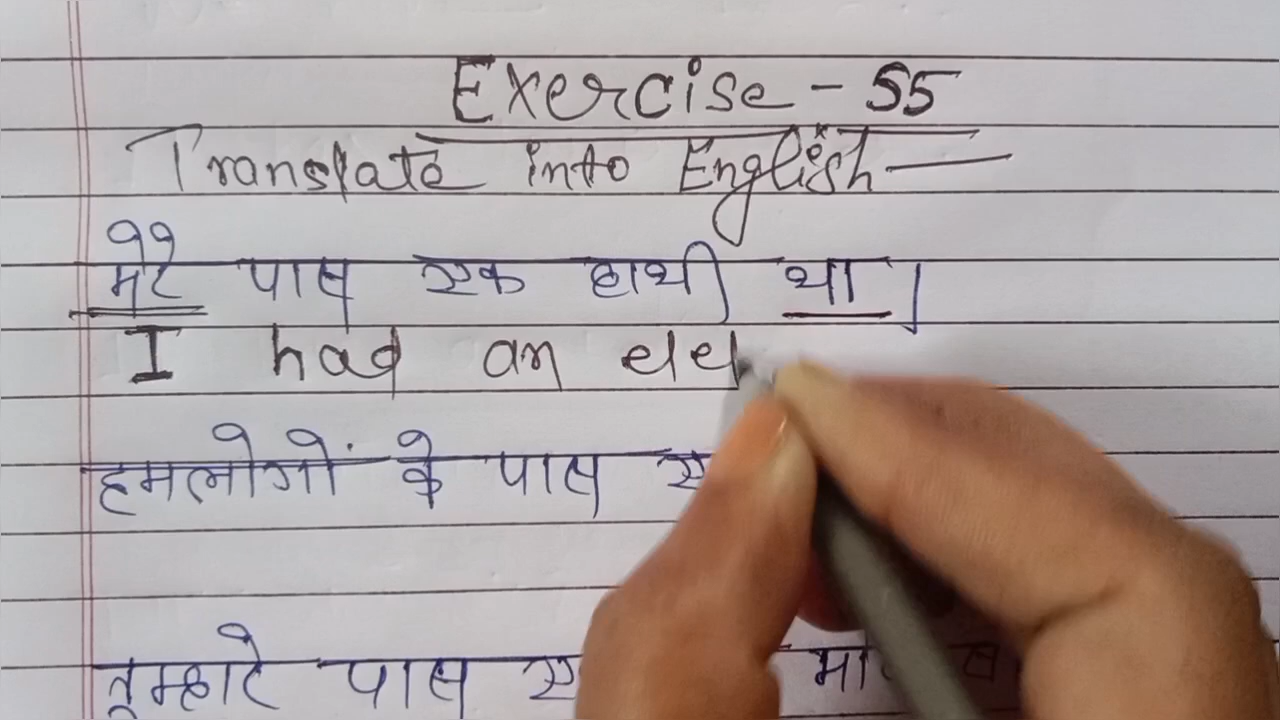 Exercise - 55
Translate into English —
मेरे पास एक हाथी था |
I had an ele
हमलोगों के पास
तुम्हारे पास